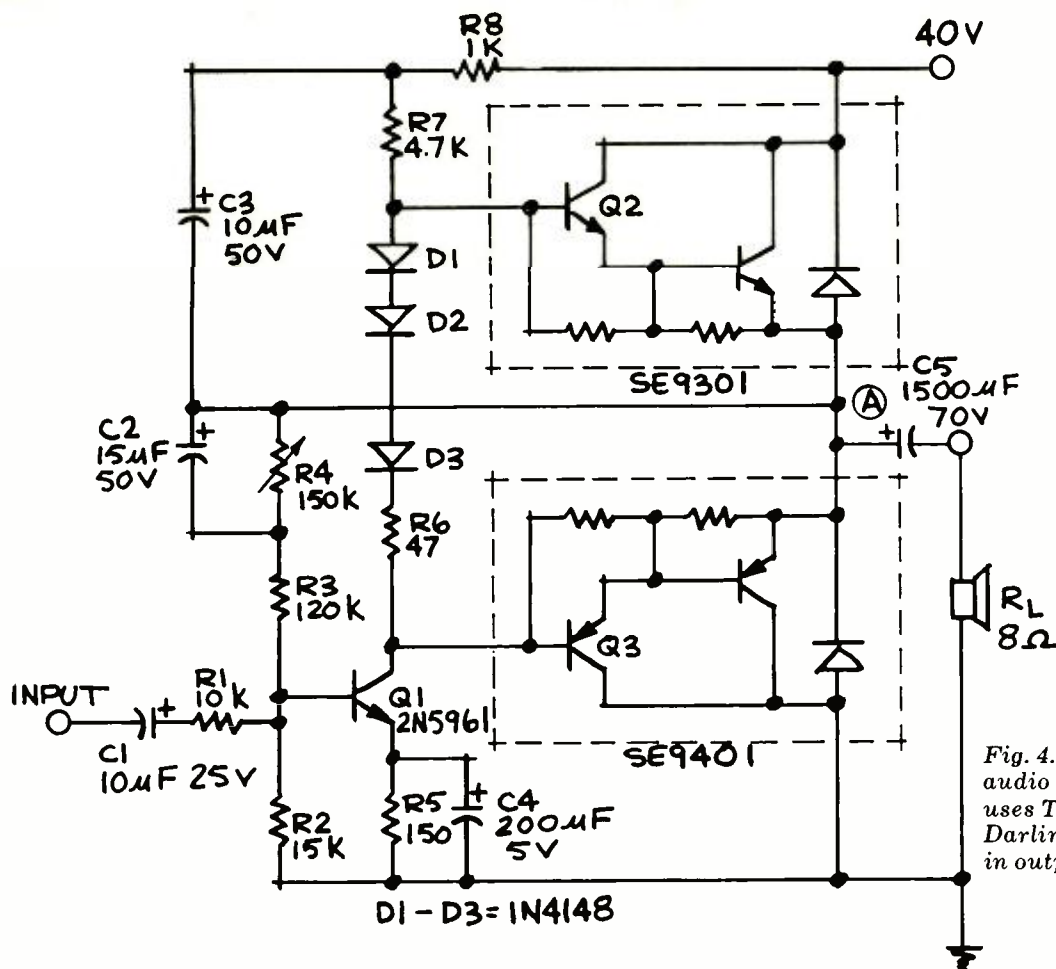 R8
1K
40V
R7
4.7K
C3
10µF
50V
+
Q2
D1
D2
SE9301
A
C5
1500µF
70V
+
C2
15µF
50V
+
R4
150K
D3
R6
47
R3
120K
Q3
RL
8Ω
INPUT
R1
10K
+
C1
10µF 25V
Q1
2N5961
SE9401
R2
15K
R5
150
+
C4
200µF
5V
D1-D3=1N4148
Fig. 4.
audio
uses T
Darlin
in outp